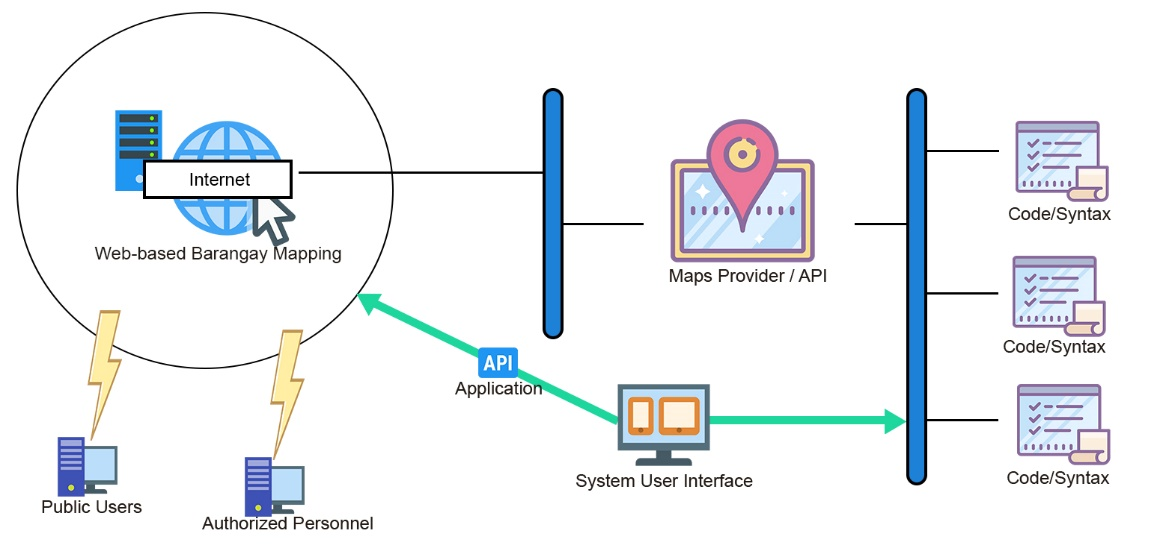 Internet
Web-based Barangay Mapping
Maps Provider / API
Code/Syntax
Code/Syntax
API
Application
Code/Syntax
System User Interface
Public Users
Authorized Personnel